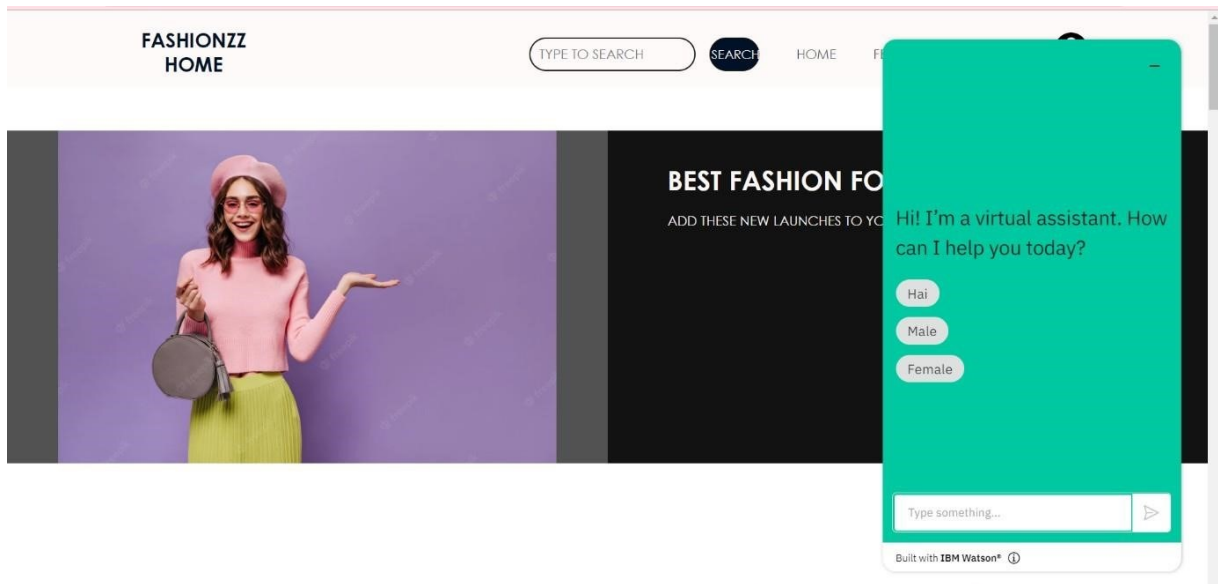 FASHIONZZ
HOME
TYPE TO SEARCH
SEARCH
HOME
BEST FASHION FO
ADD THESE NEW LAUNCHES TO YO
Hi! I’m a virtual assistant. How
can I help you today?
Hai
Male
Female
Type something...
Built with IBM Watson®